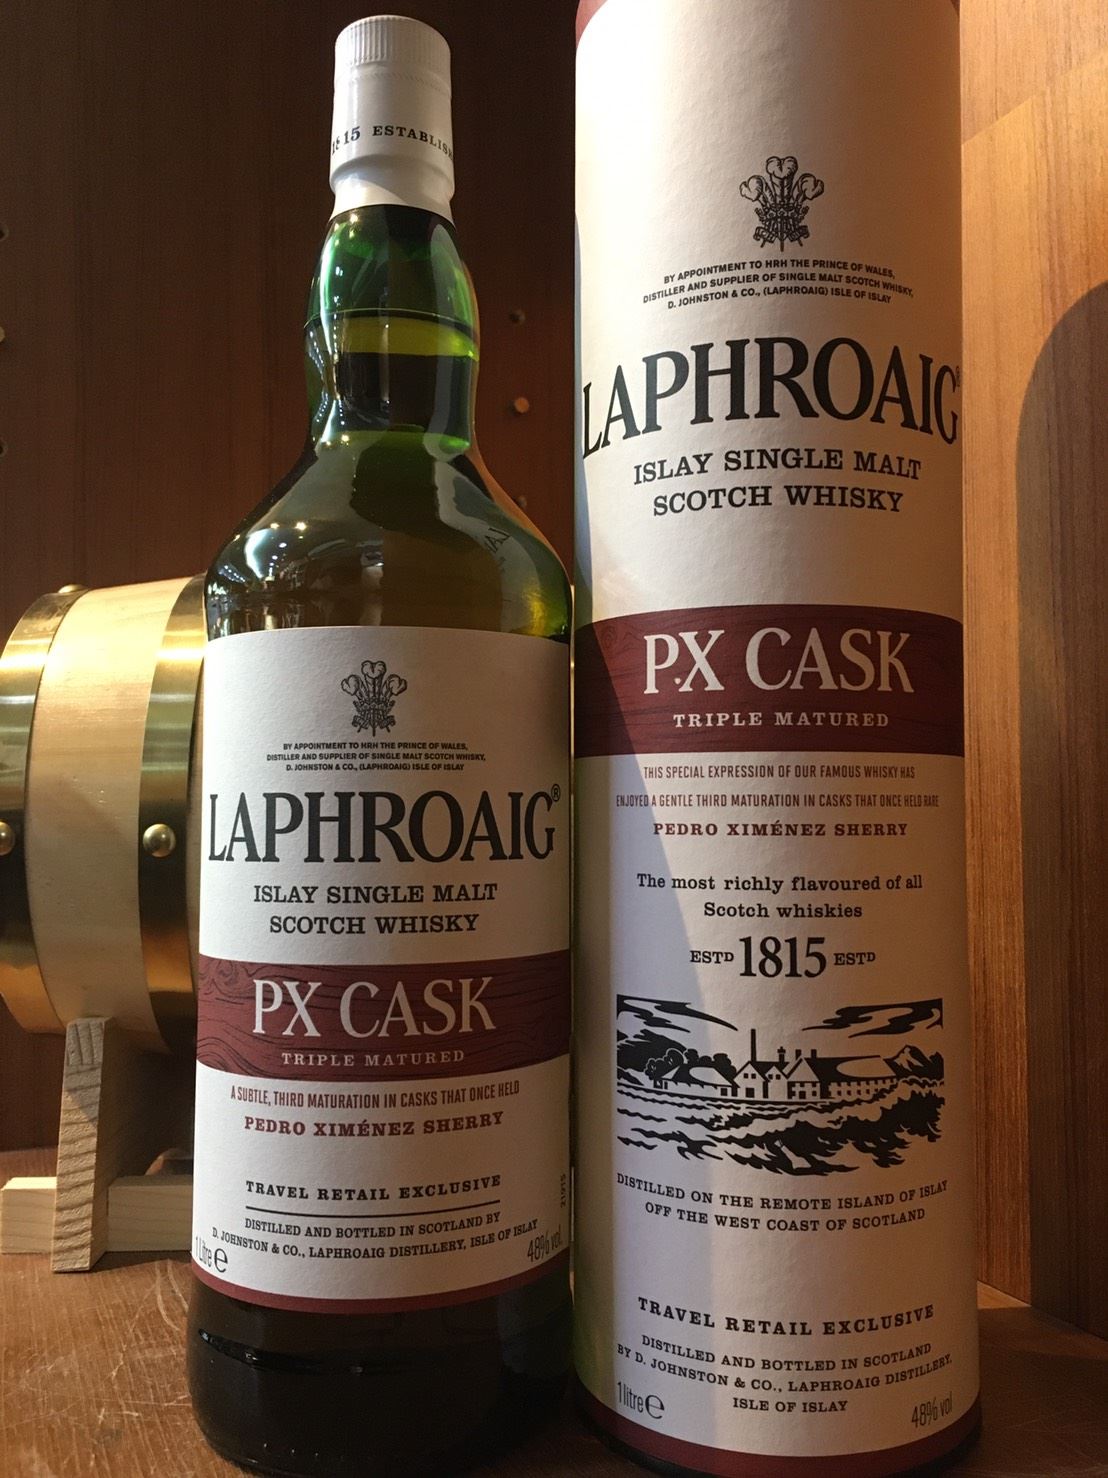 1815 ESTABLIS
BY APPOINTMENT TO HRH THE PRINCE OF WALES,
DISTILLER AND SUPPLIER OF SINGLE MALT SCOTCH WHISKY,
D. JOHNSTON & CO., (LAPHROAIG) ISLE OF ISLAY
LAPHROAIG®
ISLAY SINGLE MALT
SCOTCH WHISKY
PX CASK
TRIPLE MATURED
A SUBTLE, THIRD MATURATION IN CASKS THAT ONCE HELD
PEDRO XIMÉNEZ SHERRY
TRAVEL RETAIL EXCLUSIVE
DISTILLED AND BOTTLED IN SCOTLAND BY
D. JOHNSTON & CO., LAPHROAIG DISTILLERY, ISLE OF ISLAY
1 Litre e 48% vol.
BY APPOINTMENT TO HRH THE PRINCE OF WALES,
DISTILLER AND SUPPLIER OF SINGLE MALT SCOTCH WHISKY,
D. JOHNSTON & CO., (LAPHROAIG) ISLE OF ISLAY
LAPHROAIG®
ISLAY SINGLE MALT
SCOTCH WHISKY
PX CASK
TRIPLE MATURED
THIS SPECIAL EXPRESSION OF OUR FAMOUS WHISKY HAS
ENJOYED A GENTLE THIRD MATURATION IN CASKS THAT ONCE HELD RARE
PEDRO XIMÉNEZ SHERRY
The most richly flavoured of all
Scotch whiskies
ESTD 1815 ESTD
DISTILLED ON THE REMOTE ISLAND OF ISLAY
OFF THE WEST COAST OF SCOTLAND
TRAVEL RETAIL EXCLUSIVE
DISTILLED AND BOTTLED IN SCOTLAND
BY D. JOHNSTON & CO., LAPHROAIG DISTILLERY,
ISLE OF ISLAY
1 litre e 48% vol